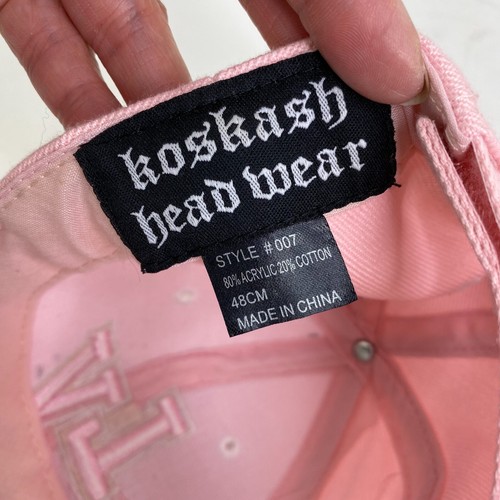 koskash
head wear
STYLE #007
80% ACRYLIC 20% COTTON
48CM
MADE IN CHINA